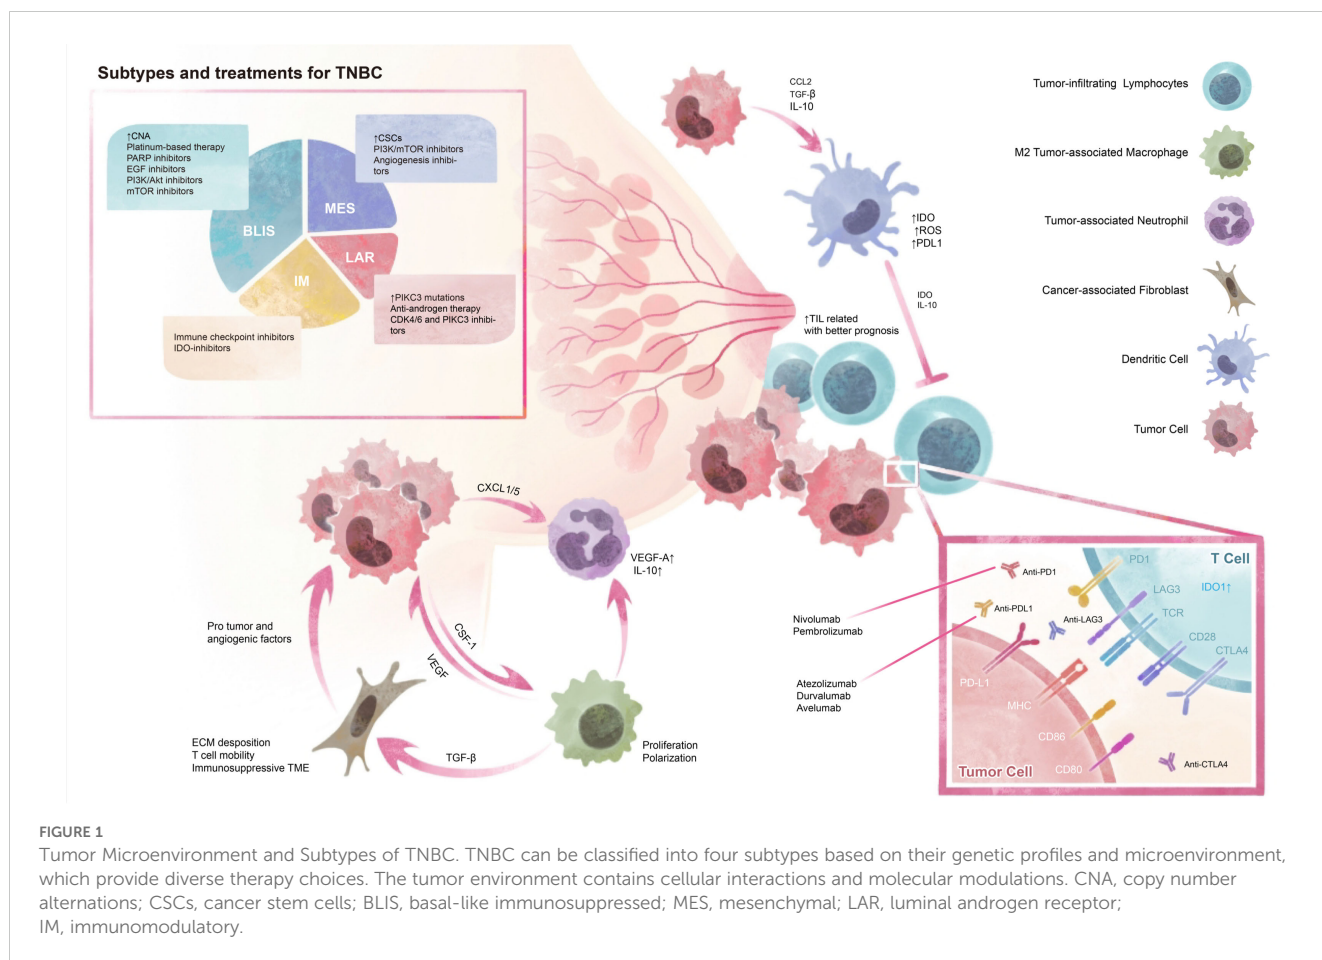 Subtypes and treatments for TNBC
↑CNA
Platinum-based therapy
PARP inhibitors
EGF inhibitors
PI3K/Akt inhibitors
mTOR inhibitors
↑CSCs
PI3K/mTOR inhibitors
Angiogenesis inhibi-
tors
BLIS
MES
LAR
IM
↑PIKC3 mutations
Anti-androgen therapy
CDK4/6 and PIKC3 inhibi-
tors
Immune checkpoint inhibitors
IDO-inhibitors
CCL2
TGF-β
IL-10
↑IDO
↑ROS
↑PDL1
IDO
IL-10
↑TIL related
with better prognosis
Tumor-infiltrating Lymphocytes
M2 Tumor-associated Macrophage
Tumor-associated Neutrophil
Cancer-associated Fibroblast
Dendritic Cell
Tumor Cell
CXCL1/5
VEGF-A↑
IL-10↑
Pro tumor and
angiogenic factors
CSF-1
VEGF
ECM desposition
T cell mobility
Immunosuppressive TME
TGF-β
Proliferation
Polarization
Nivolumab
Pembrolizumab
Atezolizumab
Durvalumab
Avelumab
Anti-PD1
Anti-PDL1
Anti-LAG3
PD1
T Cell
IDO1↑
LAG3
TCR
CD28
CTLA4
PD-L1
MHC
CD86
CD80
Tumor Cell
Anti-CTLA4
FIGURE 1
Tumor Microenvironment and Subtypes of TNBC. TNBC can be classified into four subtypes based on their genetic profiles and microenvironment,
which provide diverse therapy choices. The tumor environment contains cellular interactions and molecular modulations. CNA, copy number
alternations; CSCs, cancer stem cells; BLIS, basal-like immunosuppressed; MES, mesenchymal; LAR, luminal androgen receptor;
IM, immunomodulatory.